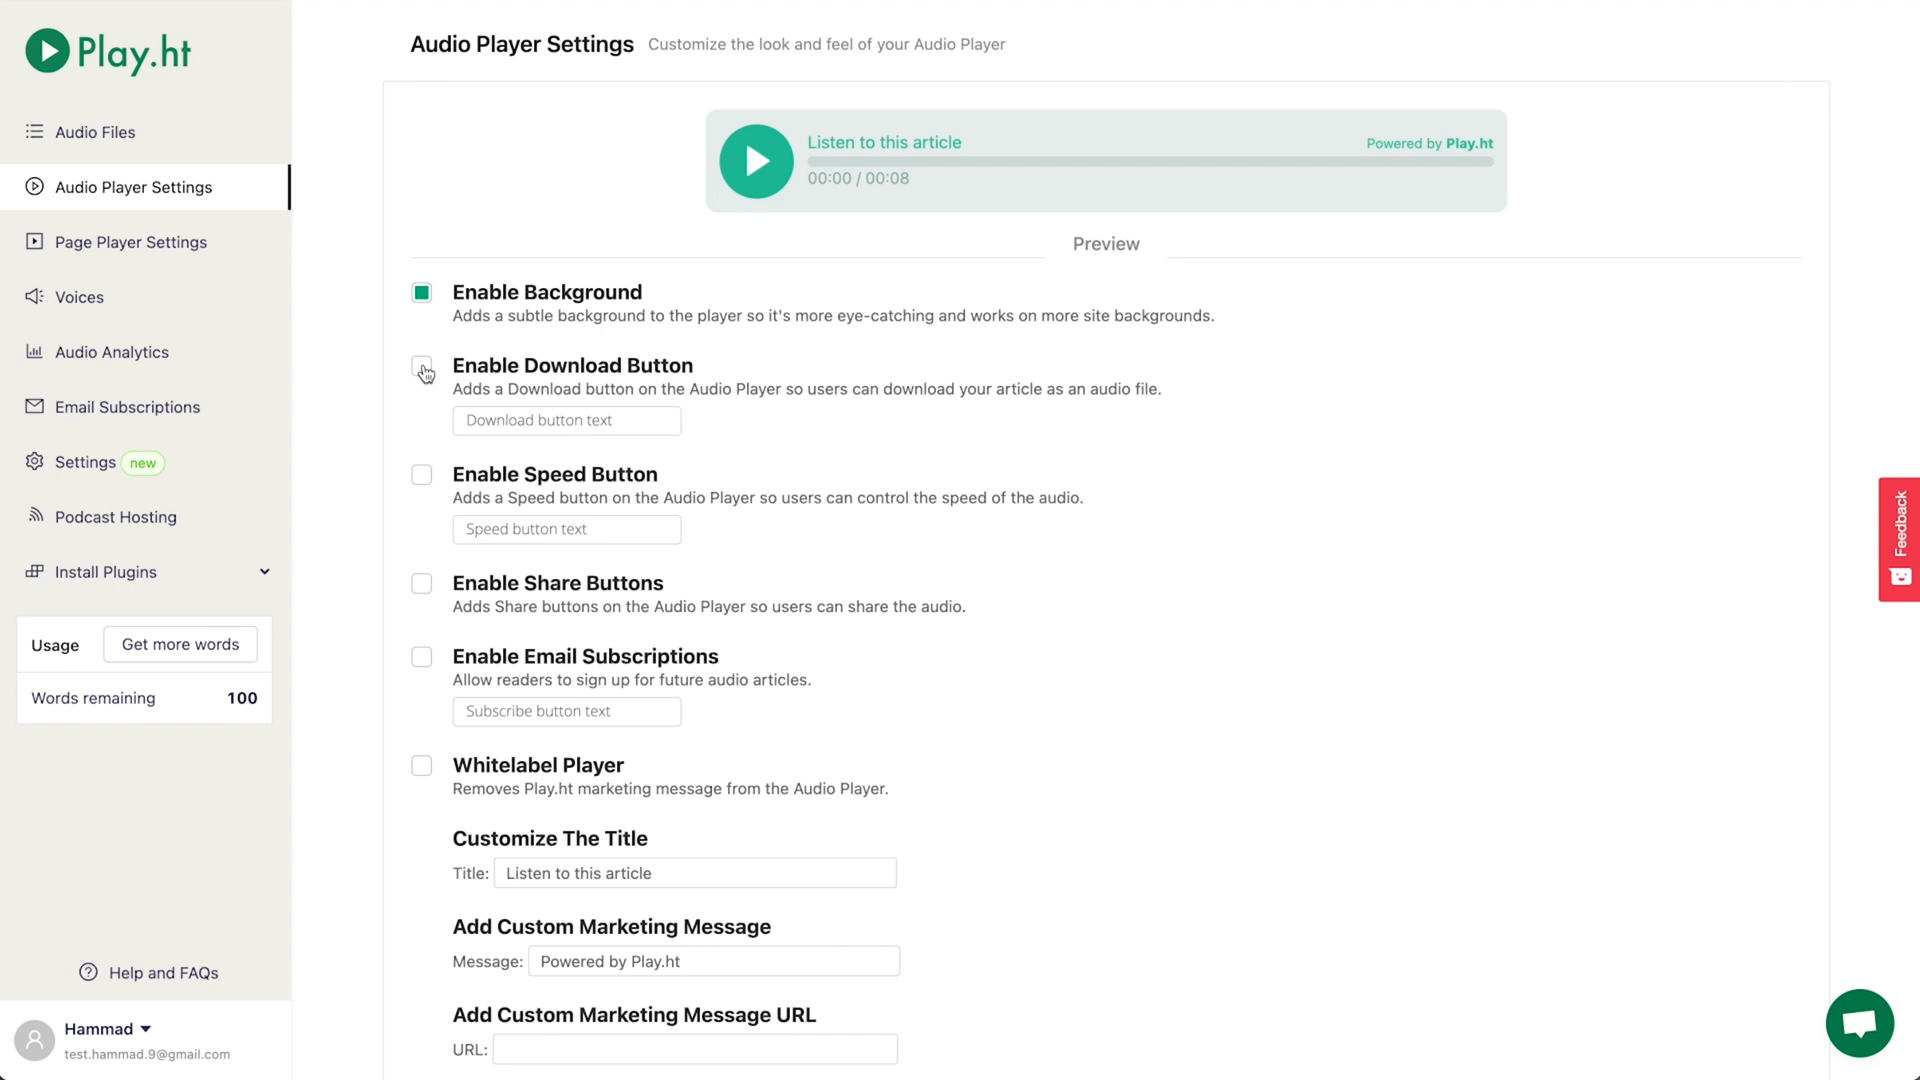 Play.ht
Audio Files
Audio Player Settings
Page Player Settings
Voices
Audio Analytics
Email Subscriptions
Settings new
Podcast Hosting
Install Plugins
Usage Get more words
Words remaining 100
Help and FAQs
Hammad
test.hammad.9@gmail.com
Audio Player Settings Customize the look and feel of your Audio Player
Listen to this article Powered by Play.ht
00:00 / 00:08
Preview
Enable Background
Adds a subtle background to the player so it's more eye-catching and works on more site backgrounds.
Enable Download Button
Adds a Download button on the Audio Player so users can download your article as an audio file.
Download button text
Enable Speed Button
Adds a Speed button on the Audio Player so users can control the speed of the audio.
Speed button text
Enable Share Buttons
Adds Share buttons on the Audio Player so users can share the audio.
Enable Email Subscriptions
Allow readers to sign up for future audio articles.
Subscribe button text
Whitelabel Player
Removes Play.ht marketing message from the Audio Player.
Customize The Title
Title: Listen to this article
Add Custom Marketing Message
Message: Powered by Play.ht
Add Custom Marketing Message URL
URL:
Feedback